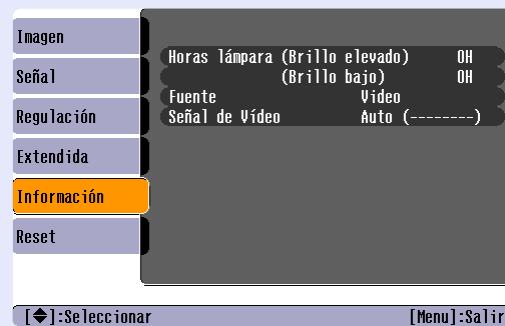 Imagen
Señal
Regulación
Extendida
Información
Reset
Horas lámpara (Brillo elevado) 0H
(Brillo bajo) 0H
Fuente Video
Señal de Vídeo Auto (--------)
[◆]:Seleccionar [Menu]:Salir